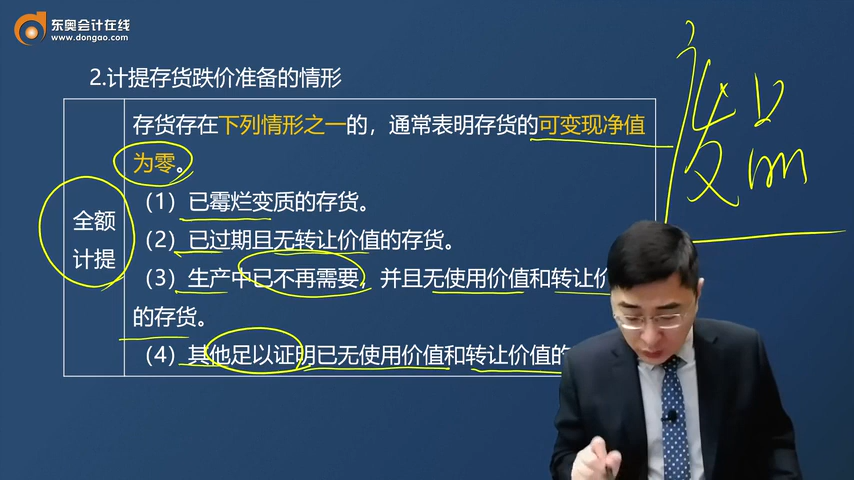 东奥会计在线
www.dongao.com
2.计提存货跌价准备的情形
全额
计提
存货存在下列情形之一的，通常表明存货的可变现净值
为零。
（1）已霉烂变质的存货。
（2）已过期且无转让价值的存货。
（3）生产中已不再需要，并且无使用价值和转让价
的存货。
（4）其他足以证明已无使用价值和转让价值的
废品